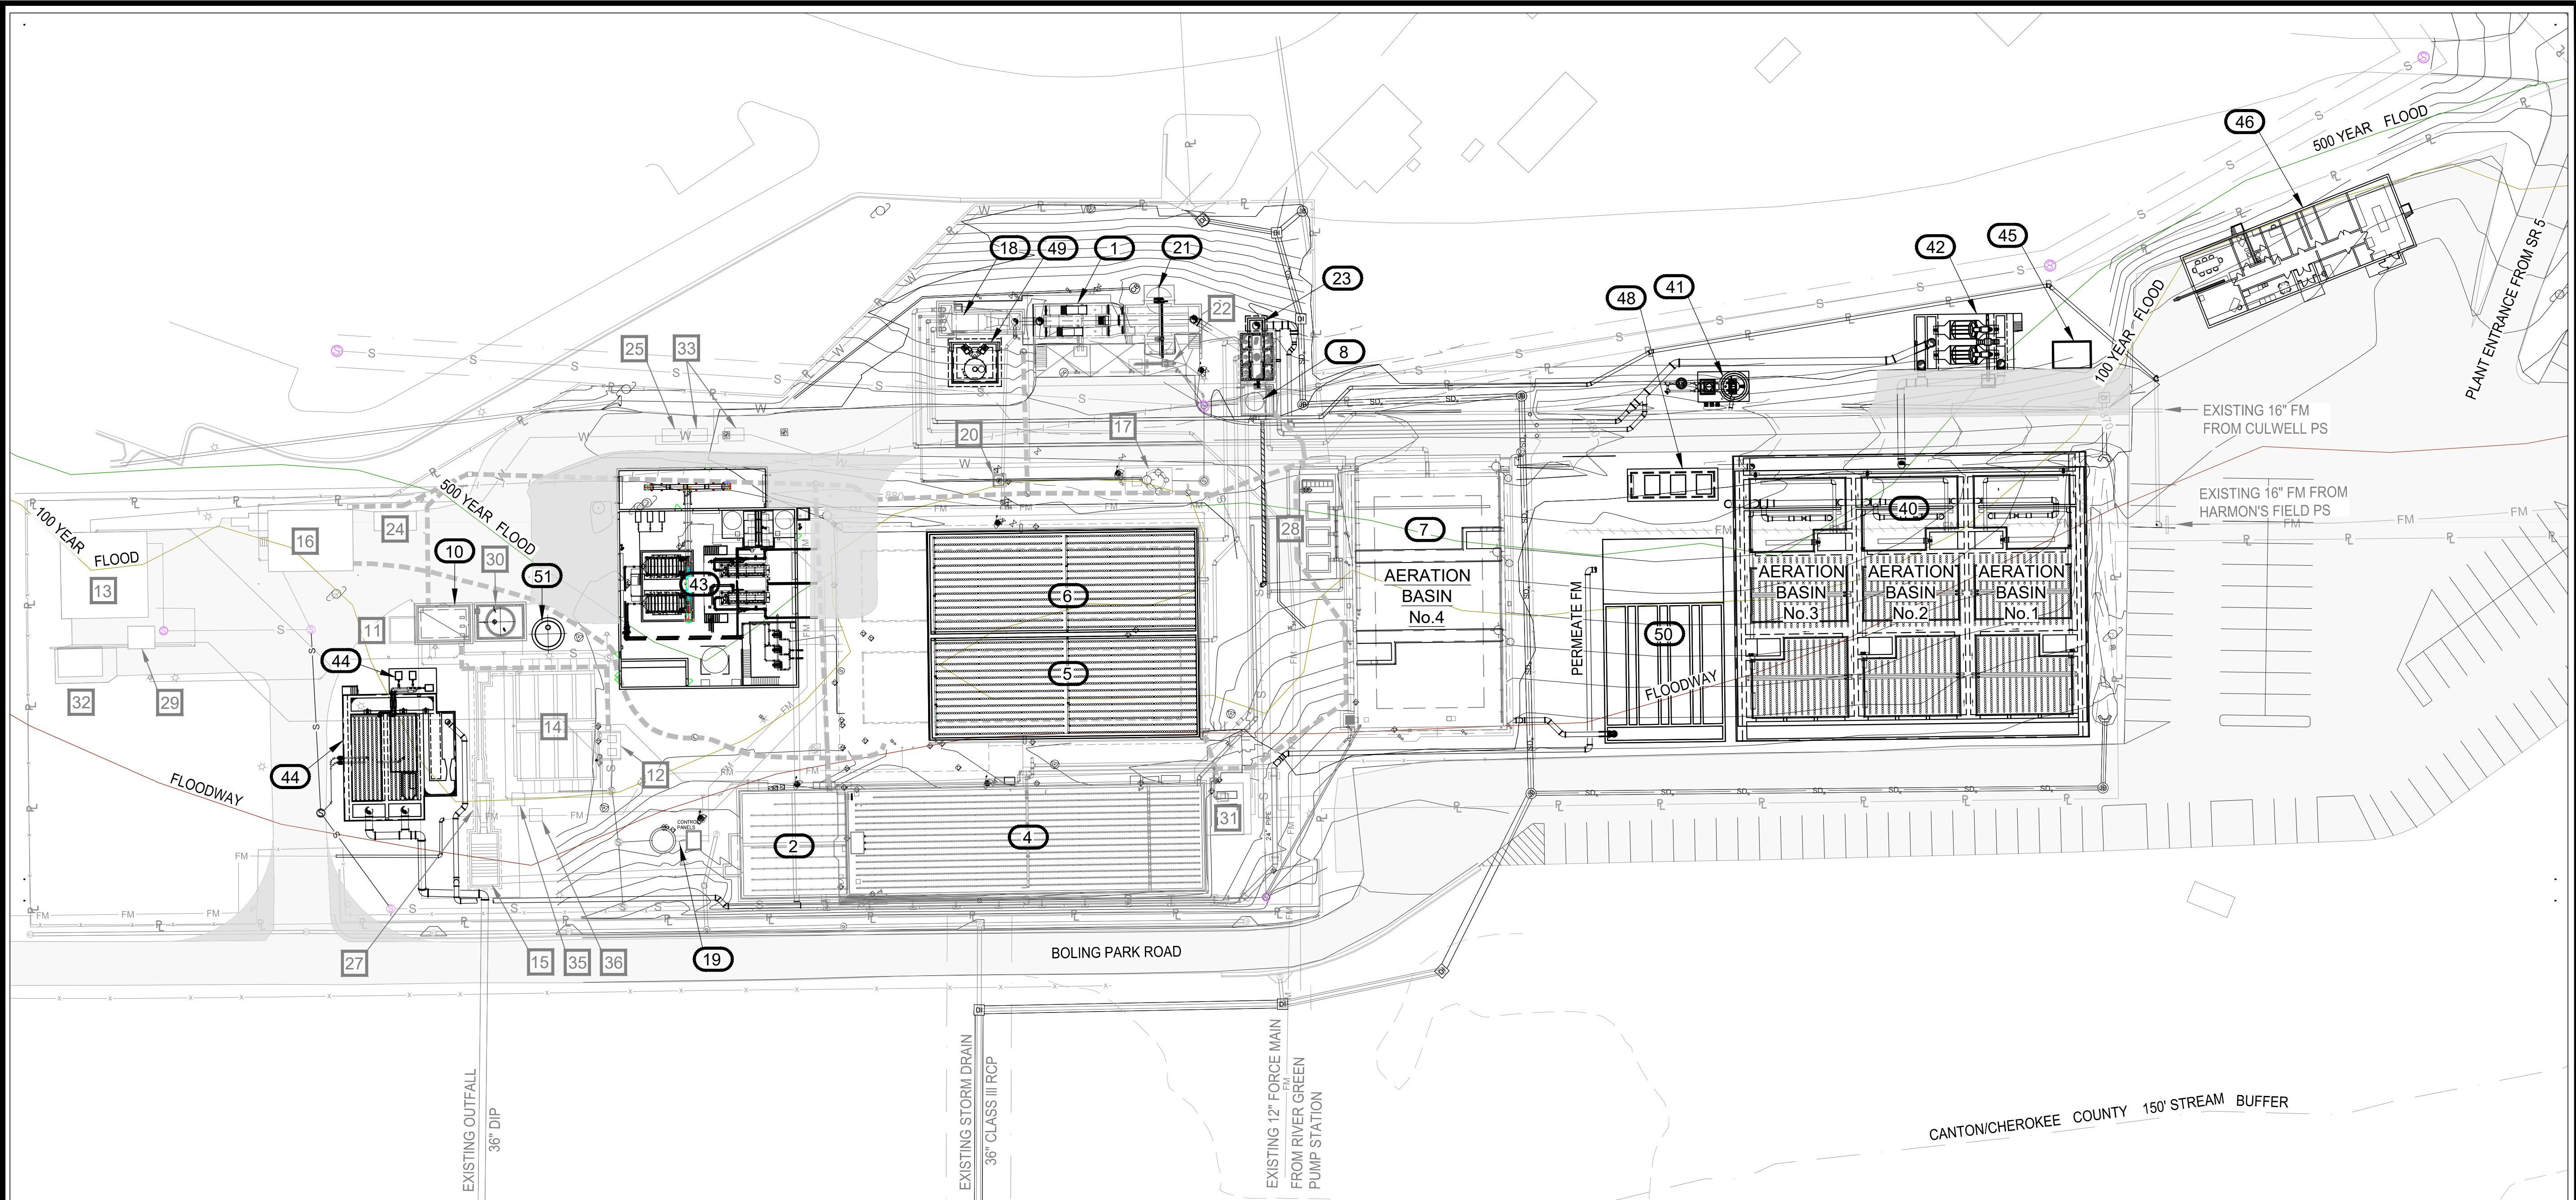 46
500 YEAR FLOOD
PLANT ENTRANCE FROM SR 5
18
49
1
21
42
45
23
22
48
41
8
25
33
100 YEAR FLOOD
EXISTING 16" FM
FROM CULWELL PS
20
17
500 YEAR FLOOD
EXISTING 16" FM FROM
HARMON'S FIELD PS
100 YEAR FLOOD
16
24
28
7
40
10
30
51
43
6
AERATION
BASIN
No.4
AERATION
BASIN
No.3
AERATION
BASIN
No.2
AERATION
BASIN
No.1
13
11
PERMEATE FM
50
44
5
FLOODWAY
32
29
14
44
12
FLOODWAY
31
24" PIPE
CONTROL
PANELS
2
4
27
15
35
36
19
BOLING PARK ROAD
EXISTING OUTFALL
36" DIP
EXISTING STORM DRAIN
36" CLASS III RCP
EXISTING 12" FORCE MAIN
FROM RIVER GREEN
PUMP STATION
CANTON/CHEROKEE COUNTY 150' STREAM BUFFER